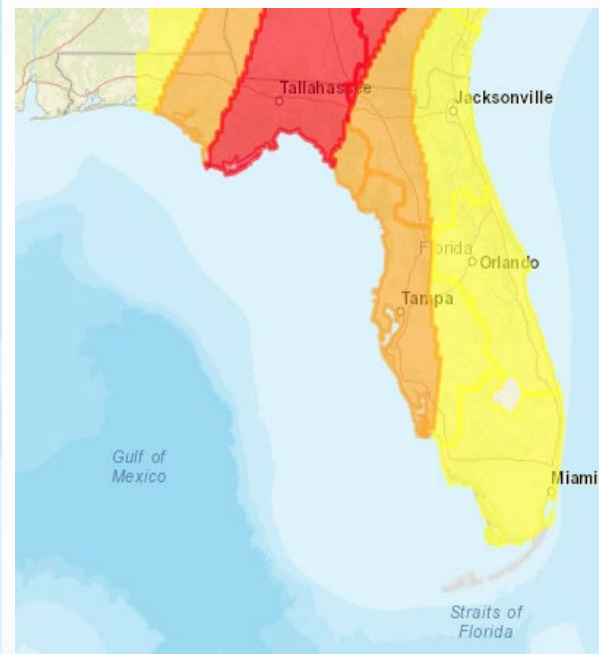 Tallahassee
Jacksonville
Florida
Orlando
Tampa
Gulf of
Mexico
Miami
Straits of
Florida